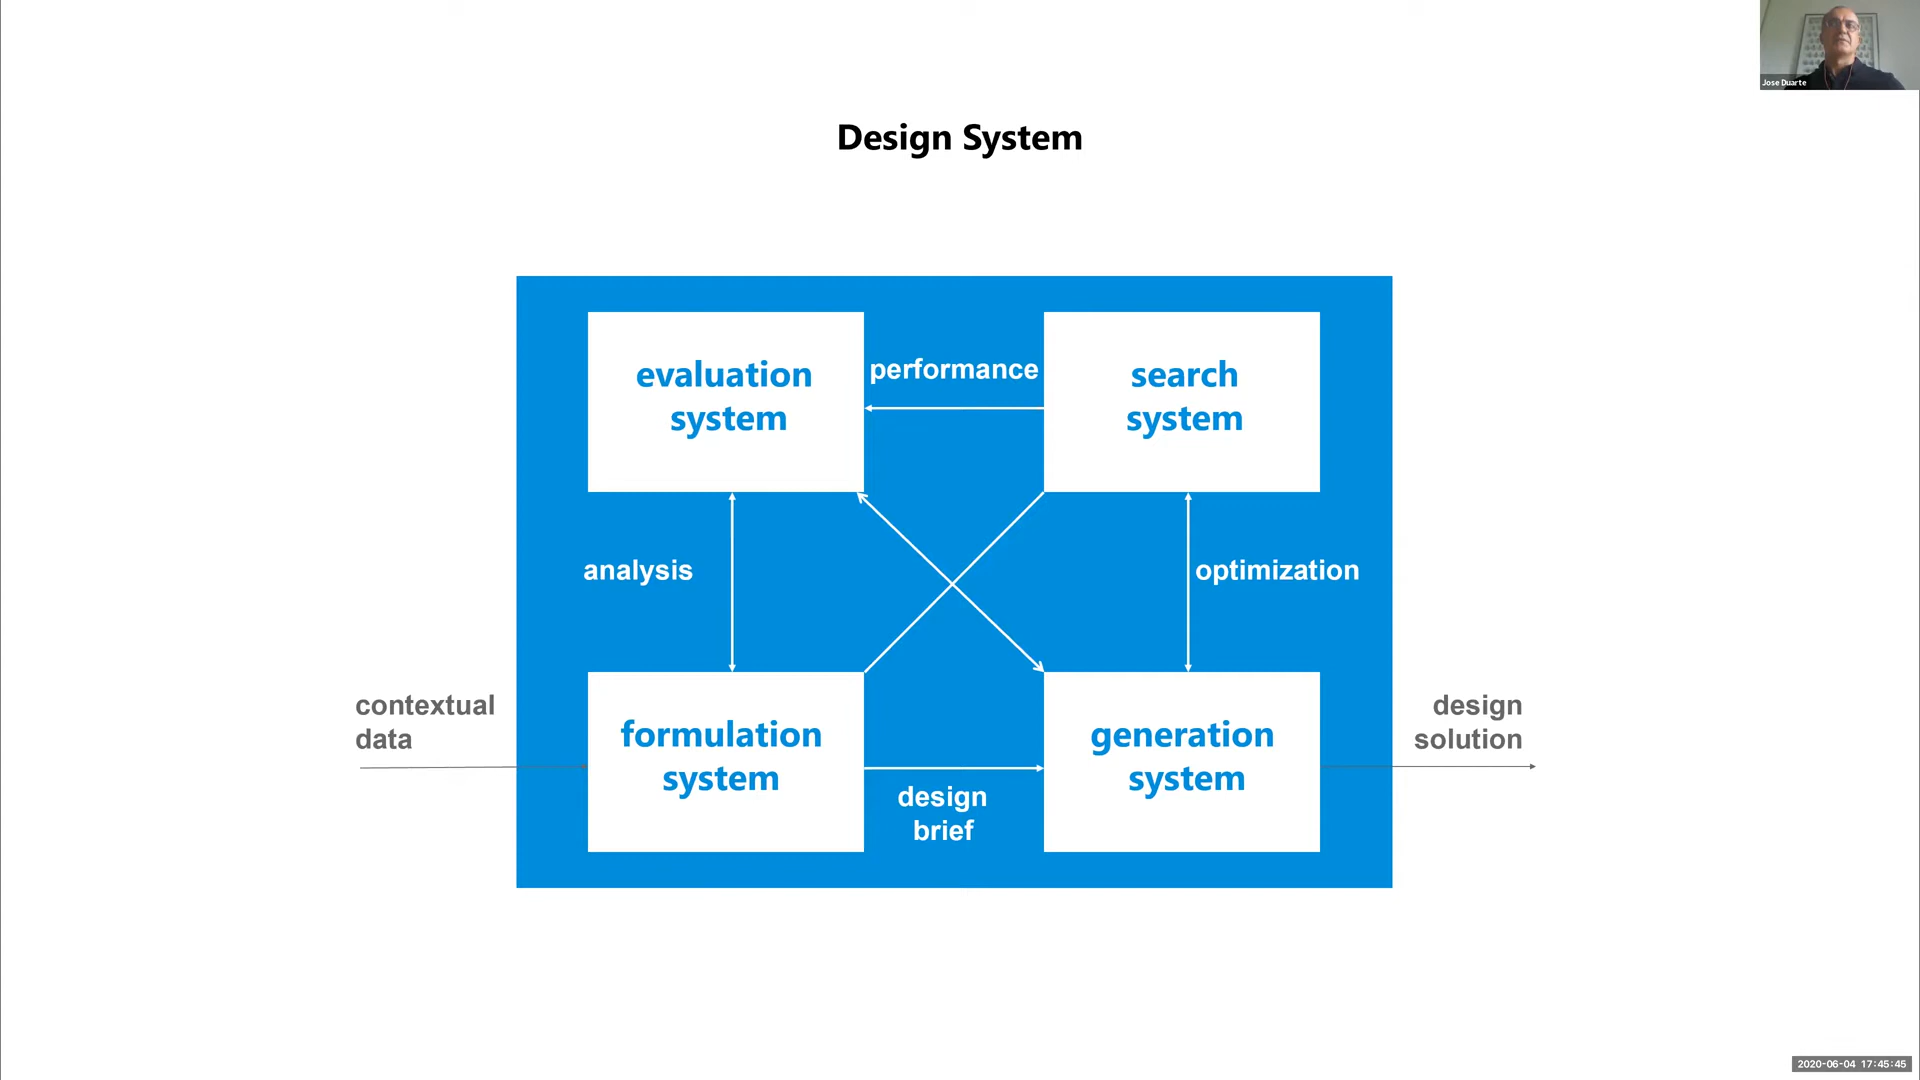 Jose Duarte
Design System
evaluation
system
performance
search
system
analysis
optimization
contextual
data
formulation
system
design
brief
generation
system
design
solution
2020-06-04 17:45:45